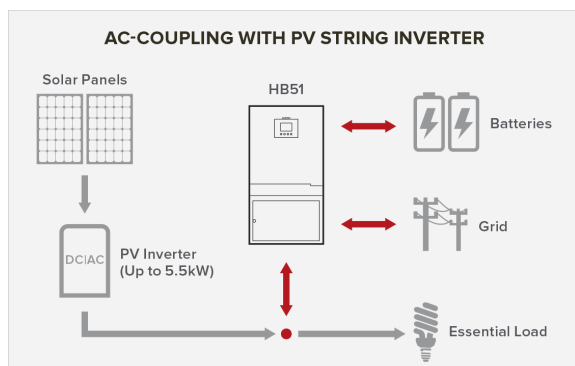 AC-COUPLING WITH PV STRING INVERTER
Solar Panels
HB51
Batteries
Grid
DC|AC
PV Inverter
(Up to 5.5kW)
Essential Load